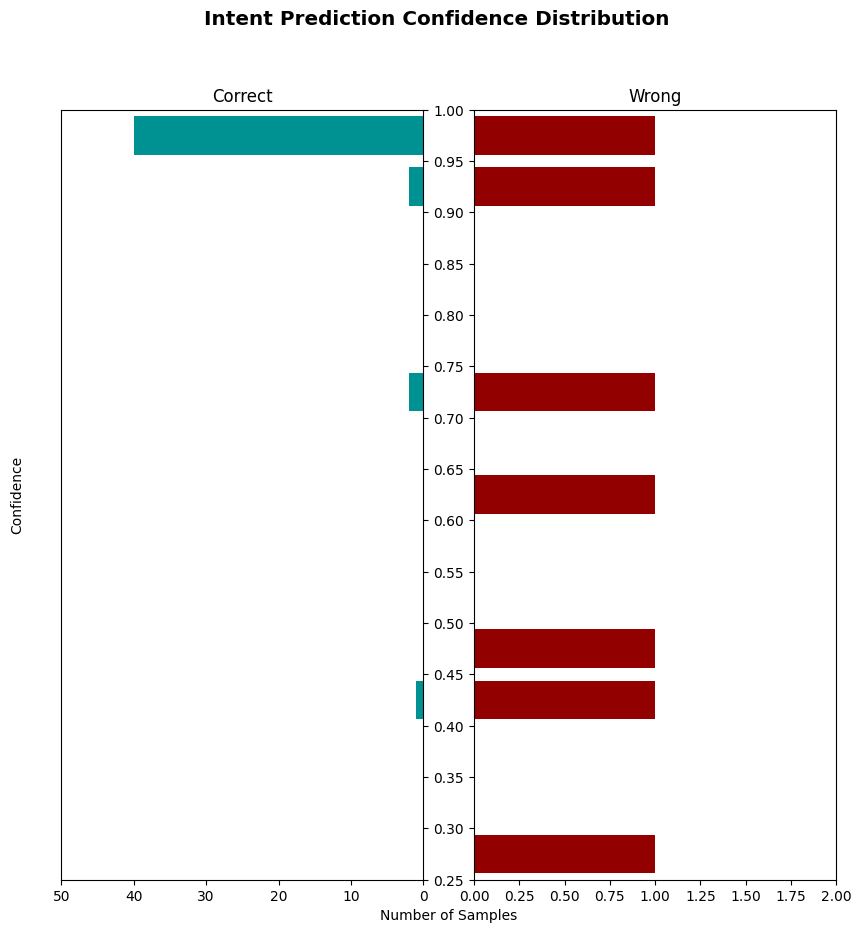 Intent Prediction Confidence Distribution
Correct
Wrong
1.00
0.95
0.90
0.85
0.80
0.75
0.70
0.65
0.60
0.55
0.50
0.45
0.40
0.35
0.30
0.25
Confidence
50 40 30 20 10 0
0.00 0.25 0.50 0.75 1.00 1.25 1.50 1.75 2.00
Number of Samples